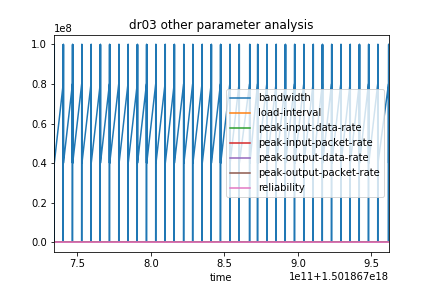 dr03 other parameter analysis
1e8
1.0
0.8
0.6
0.4
0.2
0.0
bandwidth
load-interval
peak-input-data-rate
peak-input-packet-rate
peak-output-data-rate
peak-output-packet-rate
reliability
7.5 8.0 8.5 9.0 9.5
time
1e11+1.501867e18